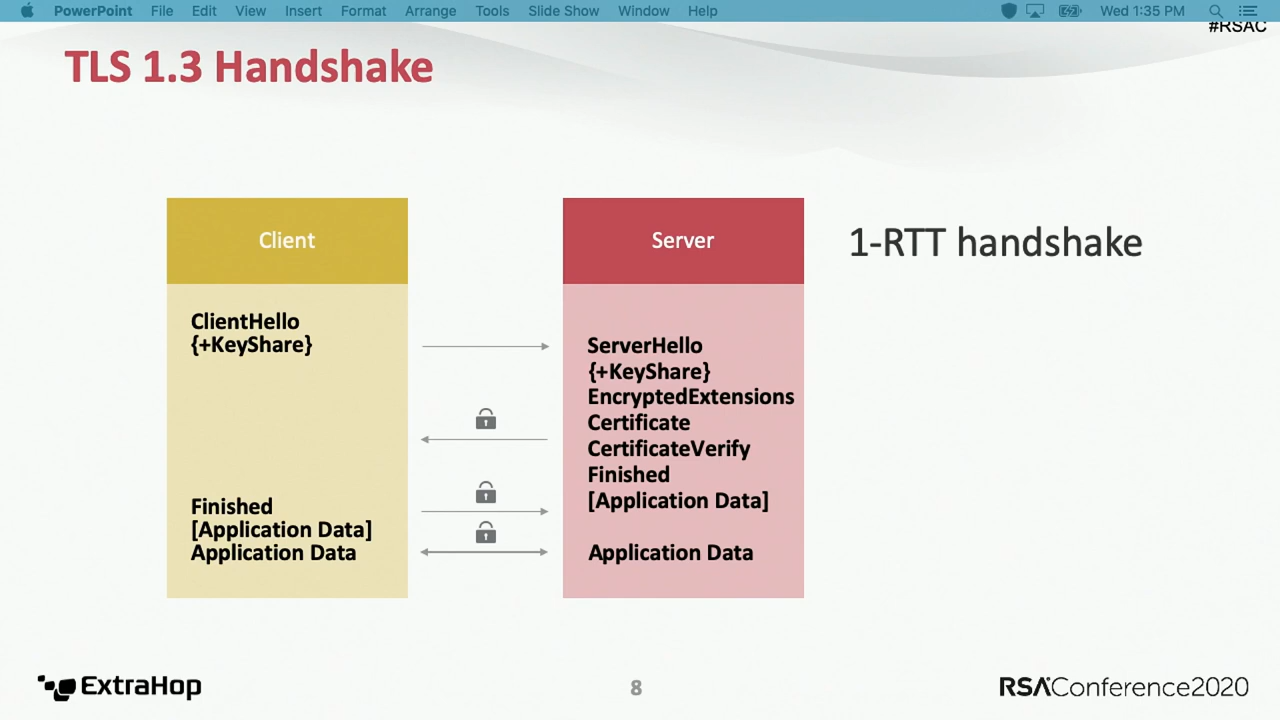 PowerPoint File Edit View Insert Format Arrange Tools Slide Show Window Help Wed 1:35 PM
#RSAC
TLS 1.3 Handshake
Client
Server
1-RTT handshake
ClientHello
{+KeyShare}
ServerHello
{+KeyShare}
EncryptedExtensions
Certificate
CertificateVerify
Finished
[Application Data]
Finished
[Application Data]
Application Data
Application Data
ExtraHop
8
RSAConference2020